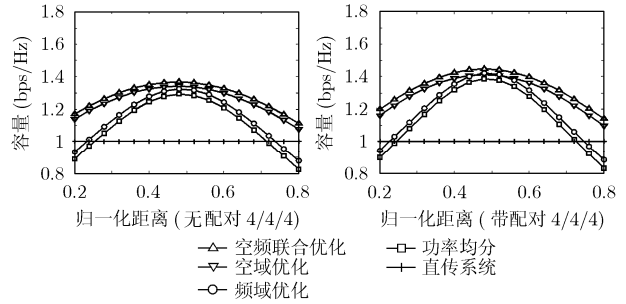 1.8
1.6
1.4
1.2
1
0.8
容量 (bps/Hz)
0.2 0.4 0.6 0.8
归一化距离 (无配对 4/4/4)
1.8
1.6
1.4
1.2
1
0.8
容量 (bps/Hz)
0.2 0.4 0.6 0.8
归一化距离 (带配对 4/4/4)
空频联合优化
空域优化
频域优化
功率均分
直传系统